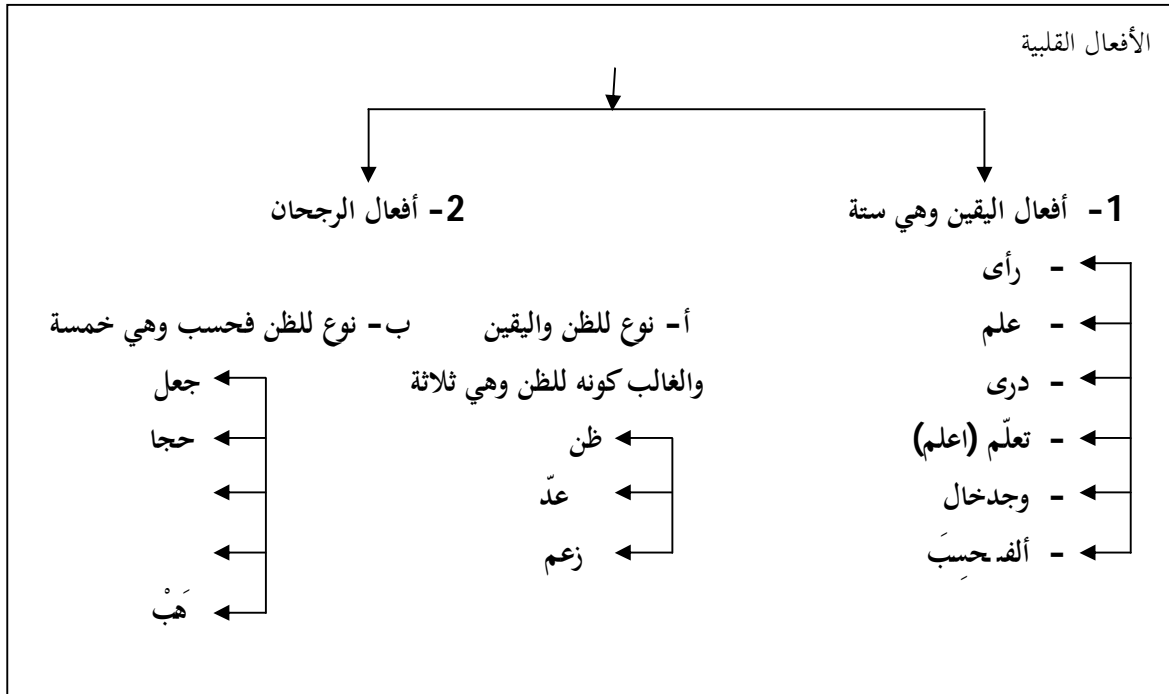 الأفعال القلبية
1- أفعال اليقين وهي ستة
- رأى
- علم
- درى
- تعلّم (اعلم)
- وجدخال
- ألفحسِبَ
2- أفعال الرجحان
أ- نوع للظن واليقين
والغالب كونه للظن وهي ثلاثة
ظن
عدّ
زعم
ب- نوع للظن فحسب وهي خمسة
جعل
حجا
هَبْ